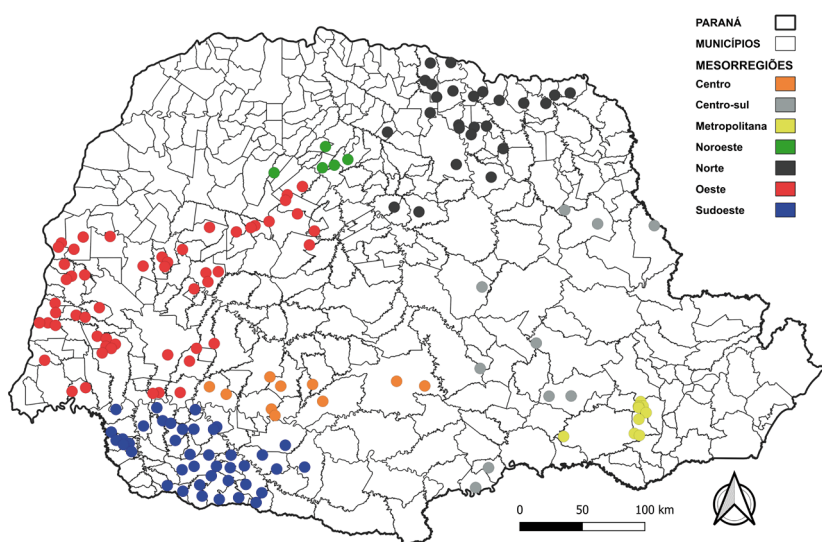 PARANÁ
MUNICÍPIOS
MESORREGIÕES
Centro
Centro-sul
Metropolitana
Noroeste
Norte
Oeste
Sudoeste
0 50 100 km